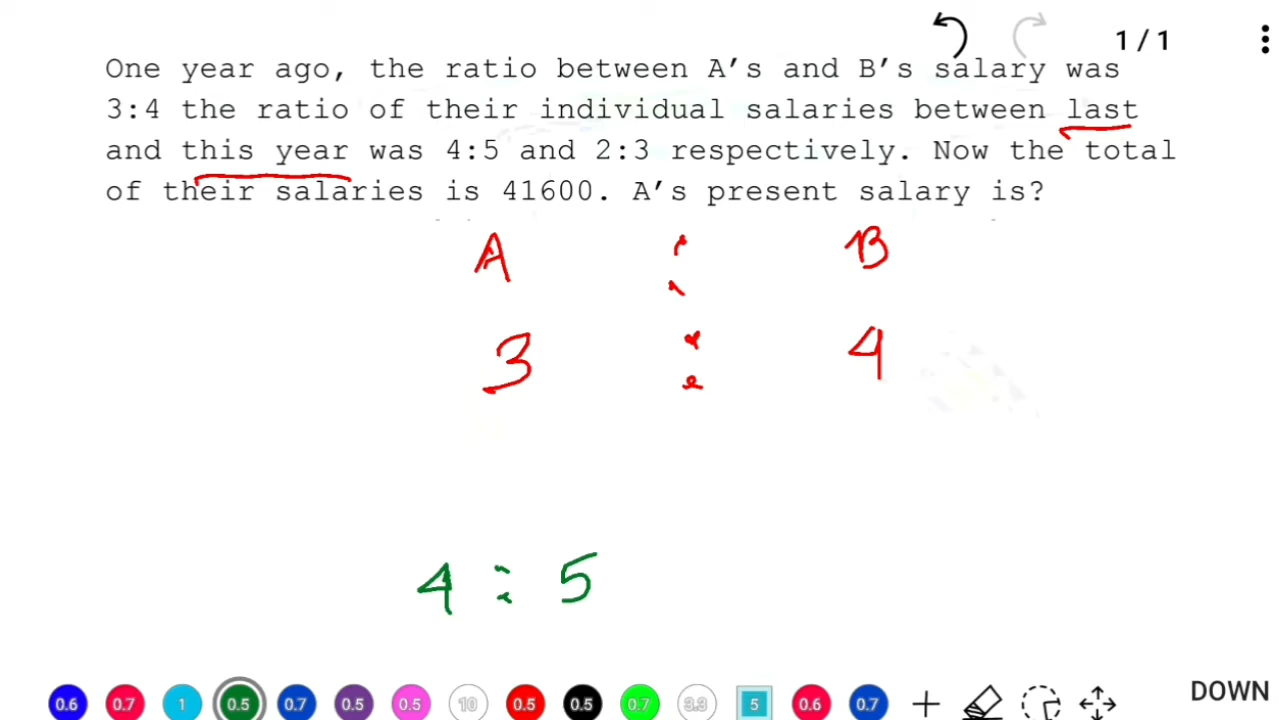 1/1
One year ago, the ratio between A’s and B’s salary was
3:4 the ratio of their individual salaries between last
and this year was 4:5 and 2:3 respectively. Now the total
of their salaries is 41600. A’s present salary is?
A : B
3 : 4
4 : 5
0.6 0.7 1 0.5 0.7 0.5 0.5 10 0.5 0.5 0.7 3.3 5 0.6 0.7 DOWN